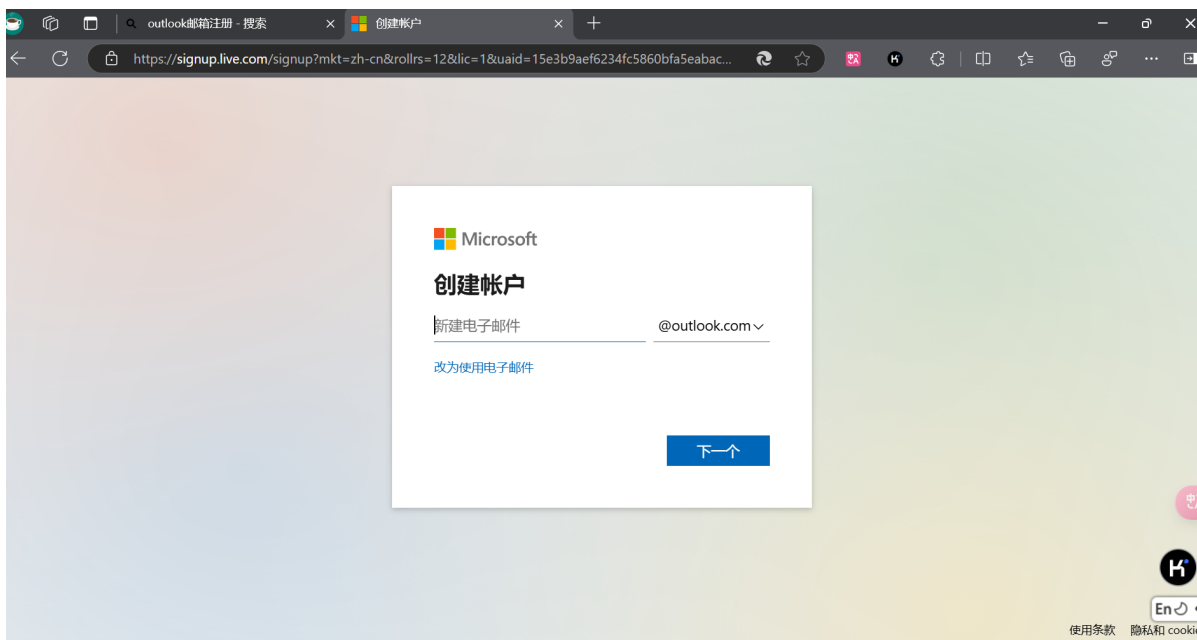 outlook邮箱注册 - 搜索
创建帐户
https://signup.live.com/signup?mkt=zh-cn&rollrs=12&lic=1&uaid=15e3b9aef6234fc5860bfa5eabac...
Microsoft
创建帐户
新建电子邮件
@outlook.com
改为使用电子邮件
下一个
En
使用条款 隐私和 cookie